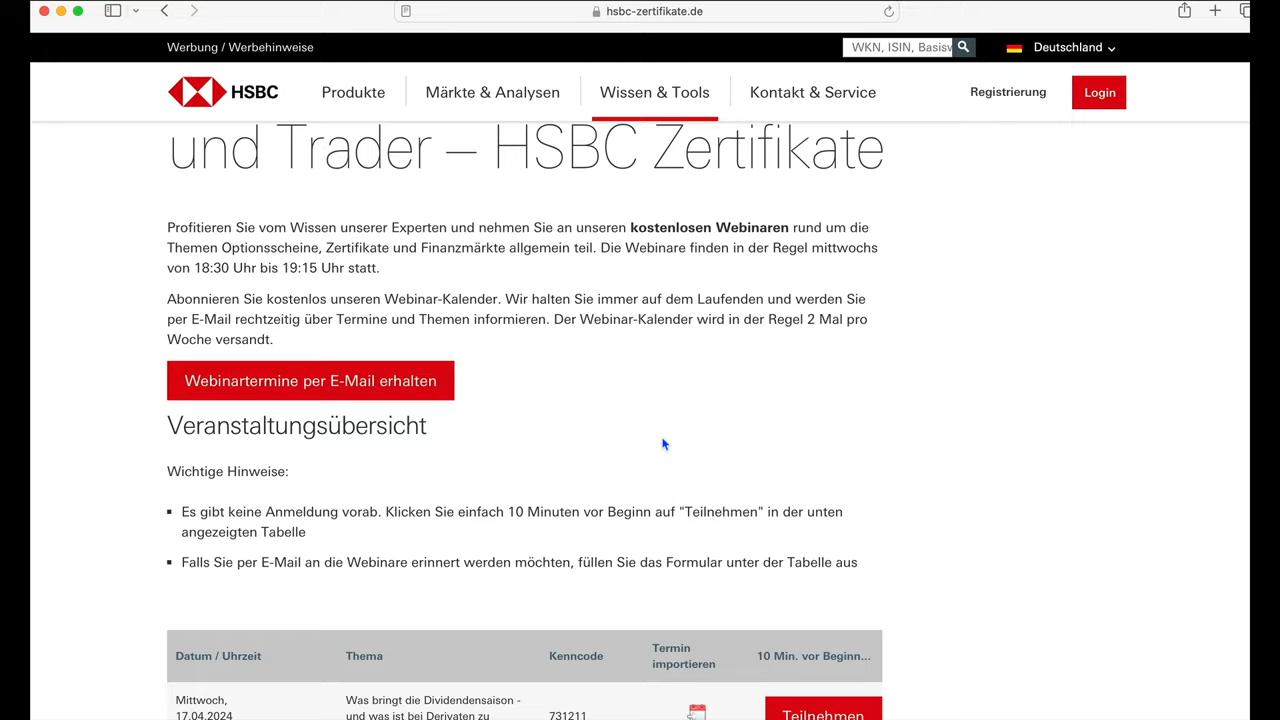 hsbc-zertifikate.de
Werbung / Werbehinweise
WKN, ISIN, Basisv
Deutschland
HSBC
Produkte
Märkte & Analysen
Wissen & Tools
Kontakt & Service
Registrierung
Login
und Trader – HSBC Zertifikate
Profitieren Sie vom Wissen unserer Experten und nehmen Sie an unseren kostenlosen Webinaren rund um die
Themen Optionsscheine, Zertifikate und Finanzmärkte allgemein teil. Die Webinare finden in der Regel mittwochs
von 18:30 Uhr bis 19:15 Uhr statt.
Abonnieren Sie kostenlos unseren Webinar-Kalender. Wir halten Sie immer auf dem Laufenden und werden Sie
per E-Mail rechtzeitig über Termine und Themen informieren. Der Webinar-Kalender wird in der Regel 2 Mal pro
Woche versandt.
Webinartermine per E-Mail erhalten
Veranstaltungsübersicht
Wichtige Hinweise:
Es gibt keine Anmeldung vorab. Klicken Sie einfach 10 Minuten vor Beginn auf "Teilnehmen" in der unten
angezeigten Tabelle
Falls Sie per E-Mail an die Webinare erinnert werden möchten, füllen Sie das Formular unter der Tabelle aus
Datum / Uhrzeit
Thema
Kenncode
Termin
importieren
10 Min. vor Beginn...
Mittwoch,
17.04.2024
Was bringt die Dividendensaison -
und was ist bei Derivaten zu
731211
Teilnehmen